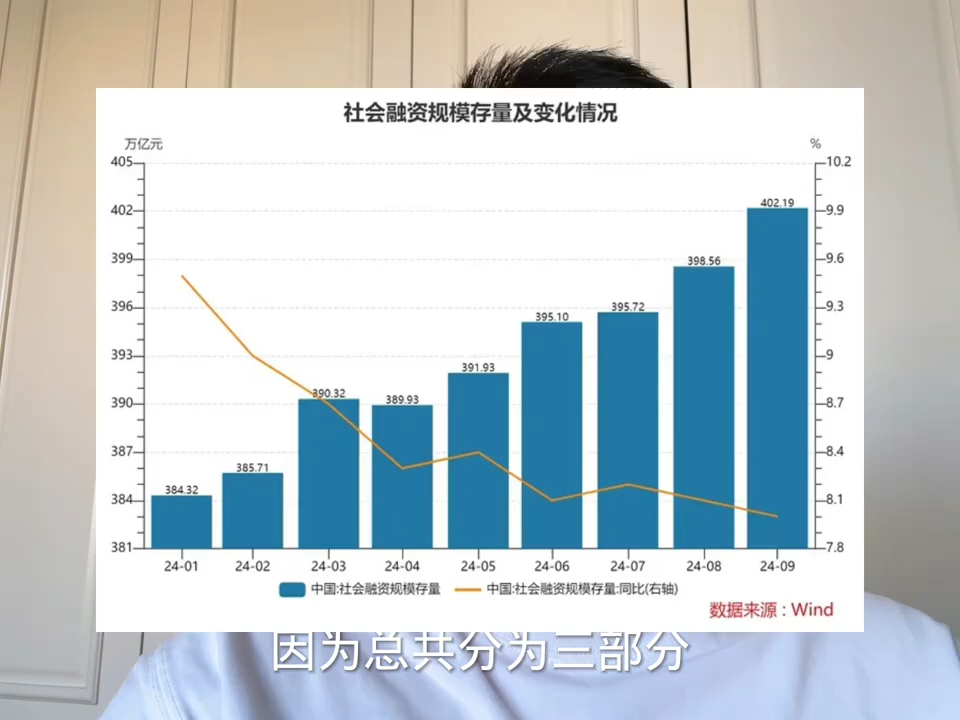 社会融资规模存量及变化情况
万亿元 %
405 10.2
402.19
402 9.9
398.56
399 9.6
396 395.10 395.72 9.3
393 9
391.93
390.32 389.93
390 8.7
387 8.4
384.32 385.71
384 8.1
381 7.8
24-01 24-02 24-03 24-04 24-05 24-06 24-07 24-08 24-09
中国:社会融资规模存量 中国:社会融资规模存量:同比(右轴)
数据来源：Wind
因为总共分为三部分